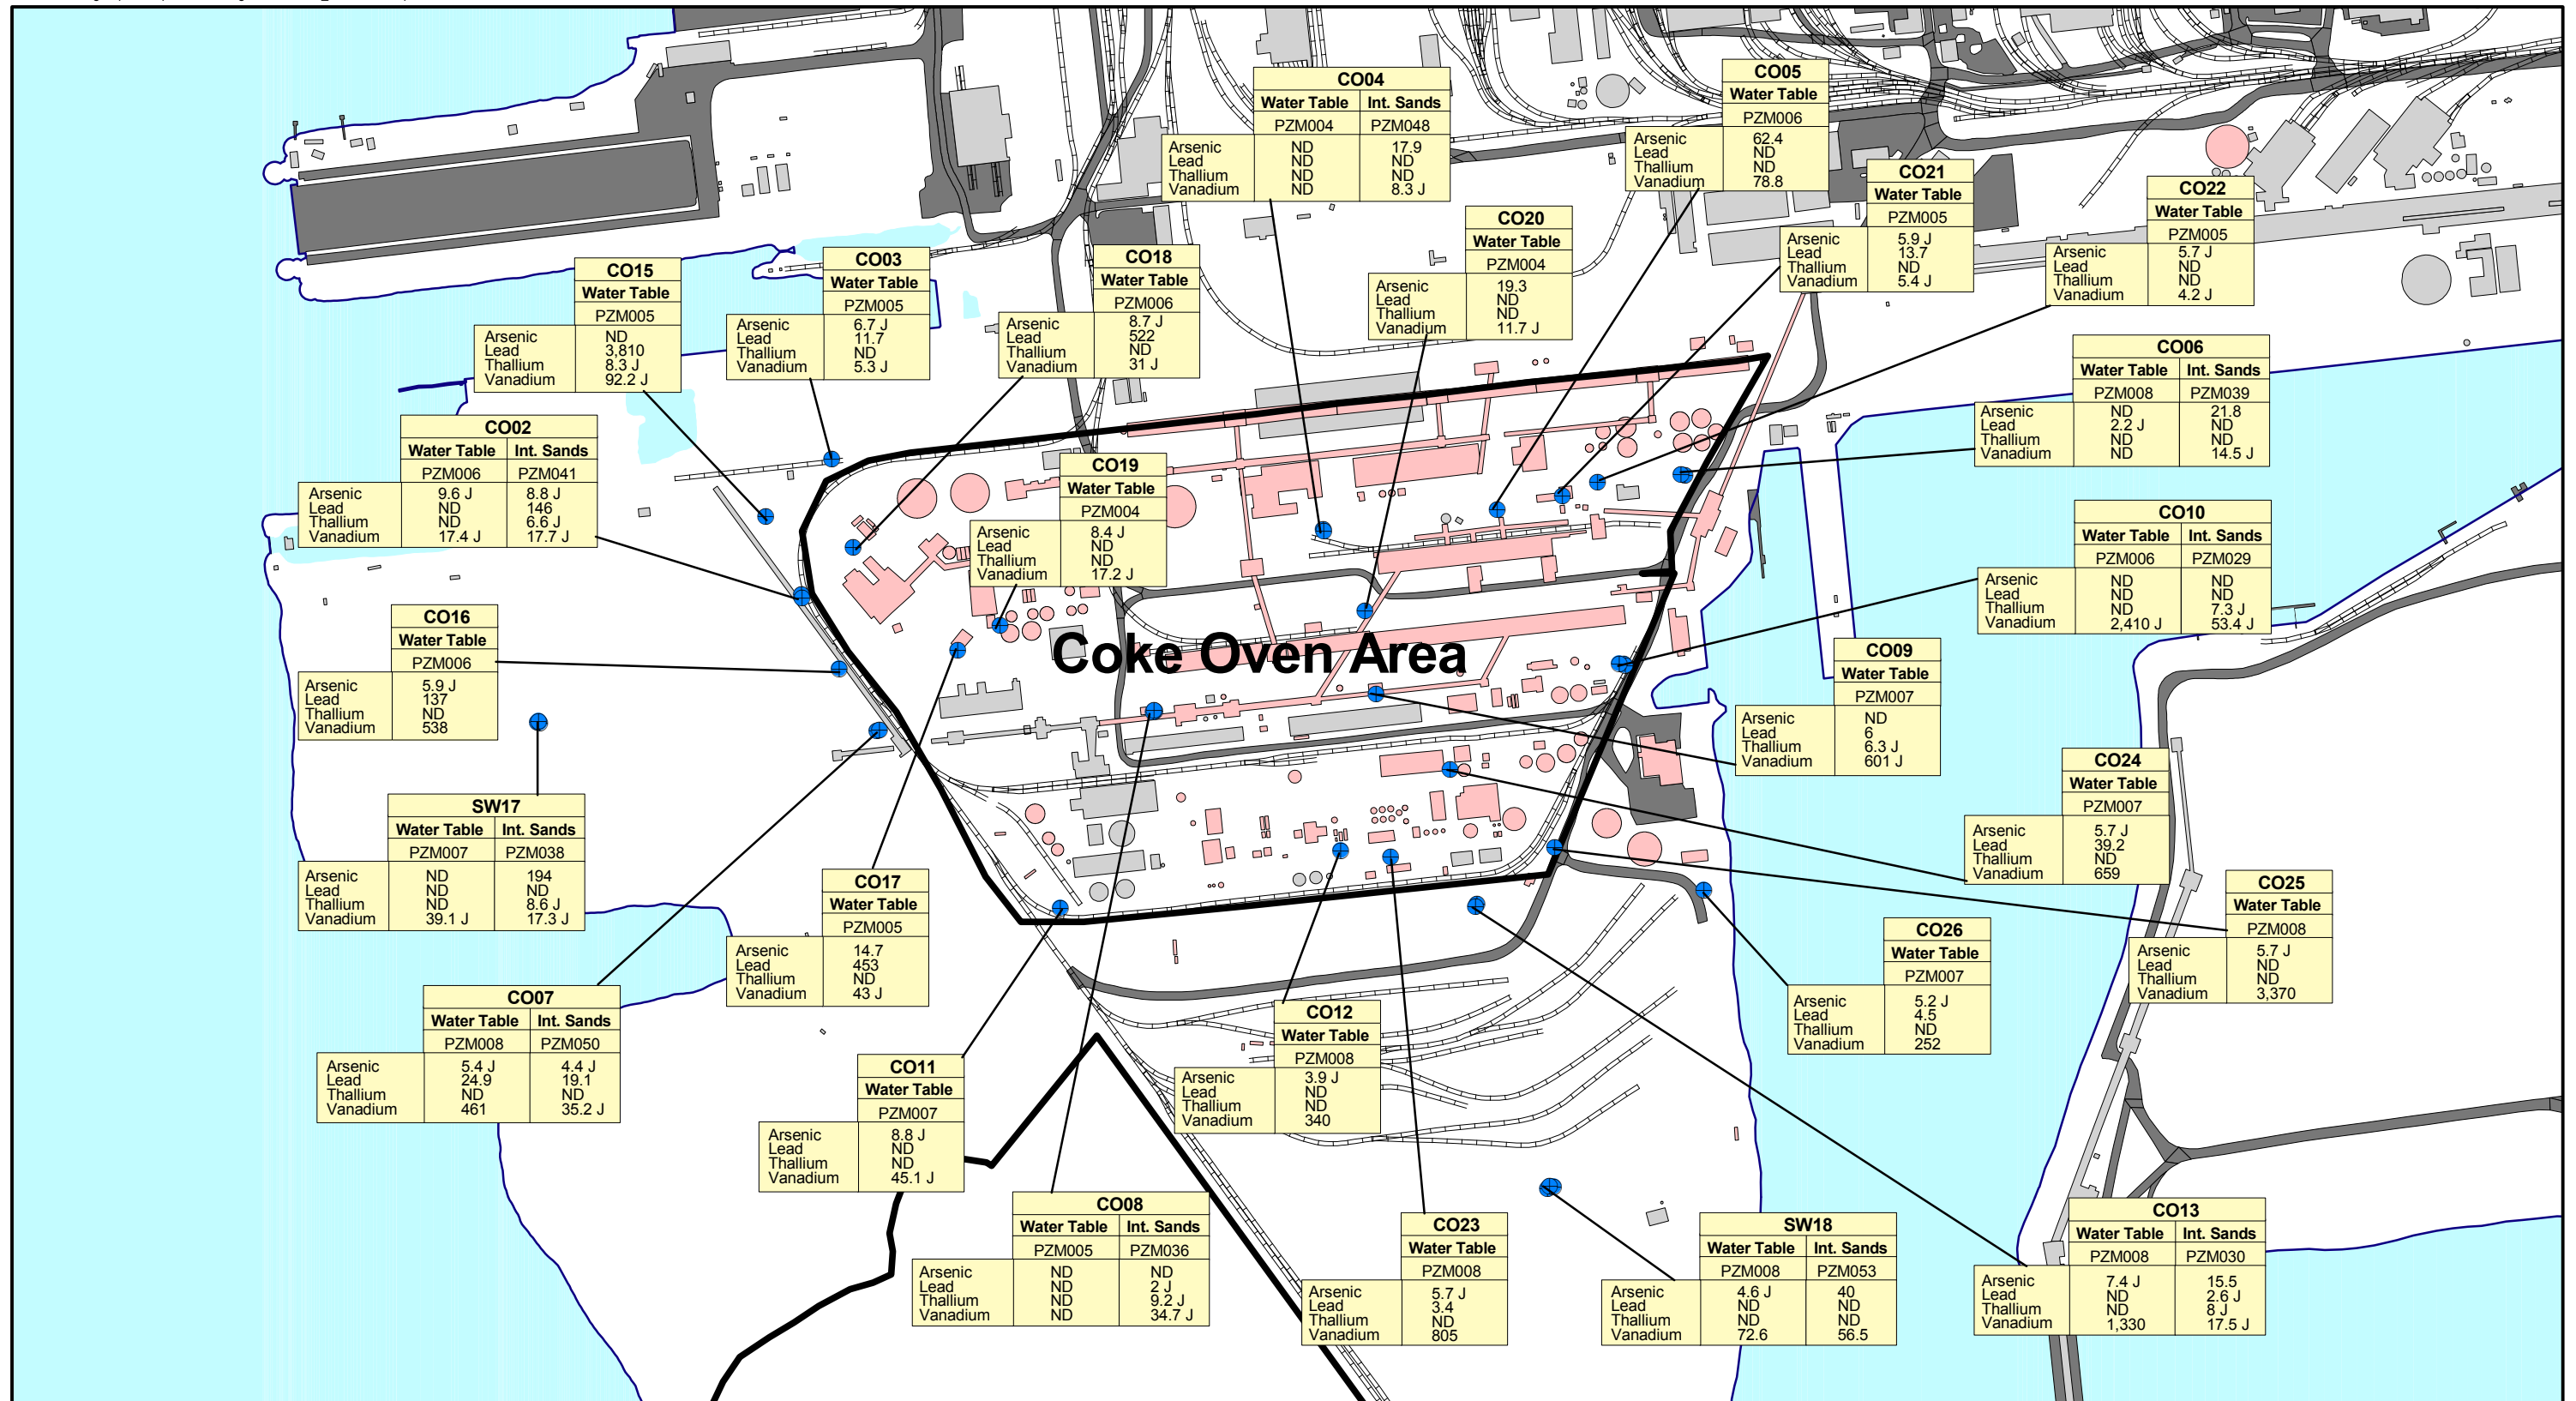 CO04
Water Table Int. Sands
PZM004 PZM048
Arsenic ND 17.9
Lead ND ND
Thallium ND ND
Vanadium ND 8.3 J
CO05
Water Table
PZM006
Arsenic 62.4
Lead ND
Thallium ND
Vanadium 78.8
CO21
Water Table
PZM005
Arsenic 5.9 J
Lead 13.7
Thallium ND
Vanadium 5.4 J
CO22
Water Table
PZM005
Arsenic 5.7 J
Lead ND
Thallium ND
Vanadium 4.2 J
CO20
Water Table
PZM004
Arsenic 19.3
Lead ND
Thallium ND
Vanadium 11.7 J
CO15
Water Table
PZM005
Arsenic ND
Lead 3,810
Thallium 8.3 J
Vanadium 92.2 J
CO03
Water Table
PZM005
Arsenic 6.7 J
Lead 11.7
Thallium ND
Vanadium 5.3 J
CO18
Water Table
PZM006
Arsenic 8.7 J
Lead 522
Thallium ND
Vanadium 31 J
CO06
Water Table Int. Sands
PZM008 PZM039
Arsenic ND 21.8
Lead 2.2 J ND
Thallium ND ND
Vanadium ND 14.5 J
CO02
Water Table Int. Sands
PZM006 PZM041
Arsenic 9.6 J 8.8 J
Lead ND 146
Thallium ND 6.6 J
Vanadium 17.4 J 17.7 J
CO19
Water Table
PZM004
Arsenic 8.4 J
Lead ND
Thallium ND
Vanadium 17.2 J
CO10
Water Table Int. Sands
PZM006 PZM029
Arsenic ND ND
Lead ND ND
Thallium ND 7.3 J
Vanadium 2,410 J 53.4 J
CO16
Water Table
PZM006
Arsenic 5.9 J
Lead 137
Thallium ND
Vanadium 538
Coke Oven Area
CO09
Water Table
PZM007
Arsenic ND
Lead 6
Thallium 6.3 J
Vanadium 601 J
CO24
Water Table
PZM007
Arsenic 5.7 J
Lead 39.2
Thallium ND
Vanadium 659
SW17
Water Table Int. Sands
PZM007 PZM038
Arsenic ND 194
Lead ND ND
Thallium ND 8.6 J
Vanadium 39.1 J 17.3 J
CO17
Water Table
PZM005
Arsenic 14.7
Lead 453
Thallium ND
Vanadium 43 J
CO25
Water Table
PZM008
Arsenic 5.7 J
Lead ND
Thallium ND
Vanadium 3,370
CO26
Water Table
PZM007
Arsenic 5.2 J
Lead 4.5
Thallium ND
Vanadium 252
CO07
Water Table Int. Sands
PZM008 PZM050
Arsenic 5.4 J 4.4 J
Lead 24.9 19.1
Thallium ND ND
Vanadium 461 35.2 J
CO12
Water Table
PZM008
Arsenic 3.9 J
Lead ND
Thallium ND
Vanadium 340
CO11
Water Table
PZM007
Arsenic 8.8 J
Lead ND
Thallium ND
Vanadium 45.1 J
CO08
Water Table Int. Sands
PZM005 PZM036
Arsenic ND ND
Lead ND 2 J
Thallium ND 9.2 J
Vanadium ND 34.7 J
CO23
Water Table
PZM008
Arsenic 5.7 J
Lead 3.4
Thallium ND
Vanadium 805
SW18
Water Table Int. Sands
PZM008 PZM053
Arsenic 4.6 J 40
Lead ND ND
Thallium ND ND
Vanadium 72.6 56.5
CO13
Water Table Int. Sands
PZM008 PZM030
Arsenic 7.4 J 15.5
Lead ND 2.6 J
Thallium ND 8 J
Vanadium 1,330 17.5 J